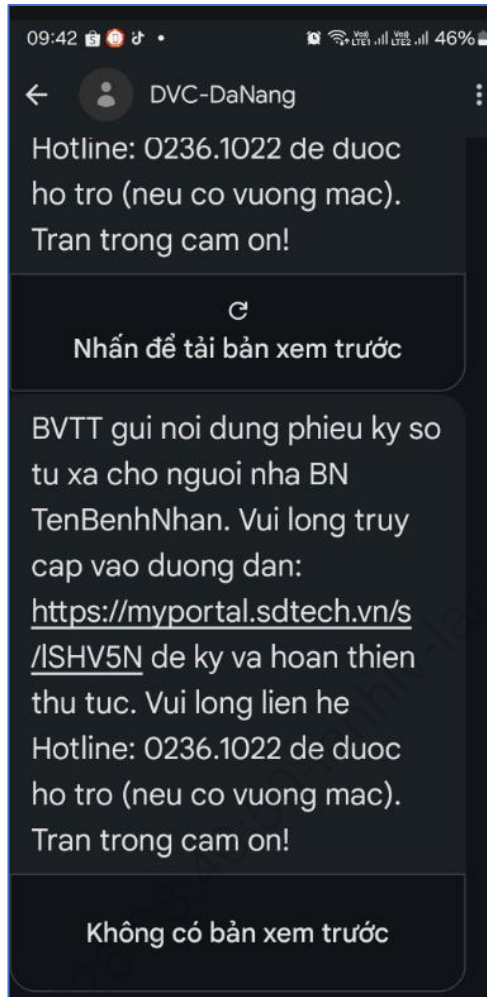 09:42 46%
DVC-DaNang
Hotline: 0236.1022 de duoc
ho tro (neu co vuong mac).
Tran trong cam on!
Nhấn để tải bản xem trước
BVTT gui noi dung phieu ky so
tu xa cho nguoi nha BN
TenBenhNhan. Vui long truy
cap vao duong dan:
https://myportal.sdtech.vn/s
/lSHV5N de ky va hoan thien
thu tuc. Vui long lien he
Hotline: 0236.1022 de duoc
ho tro (neu co vuong mac).
Tran trong cam on!
Không có bản xem trước